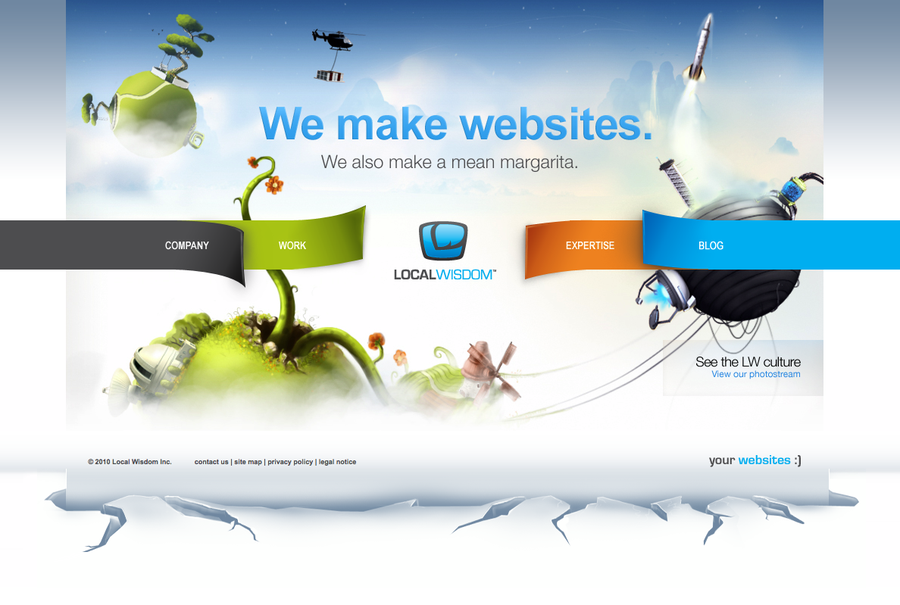 We make websites.
We also make a mean margarita.
COMPANY
WORK
LOCALWISDOM™
EXPERTISE
BLOG
See the LW culture
View our photostream
© 2010 Local Wisdom Inc.
contact us | site map | privacy policy | legal notice
your websites :)